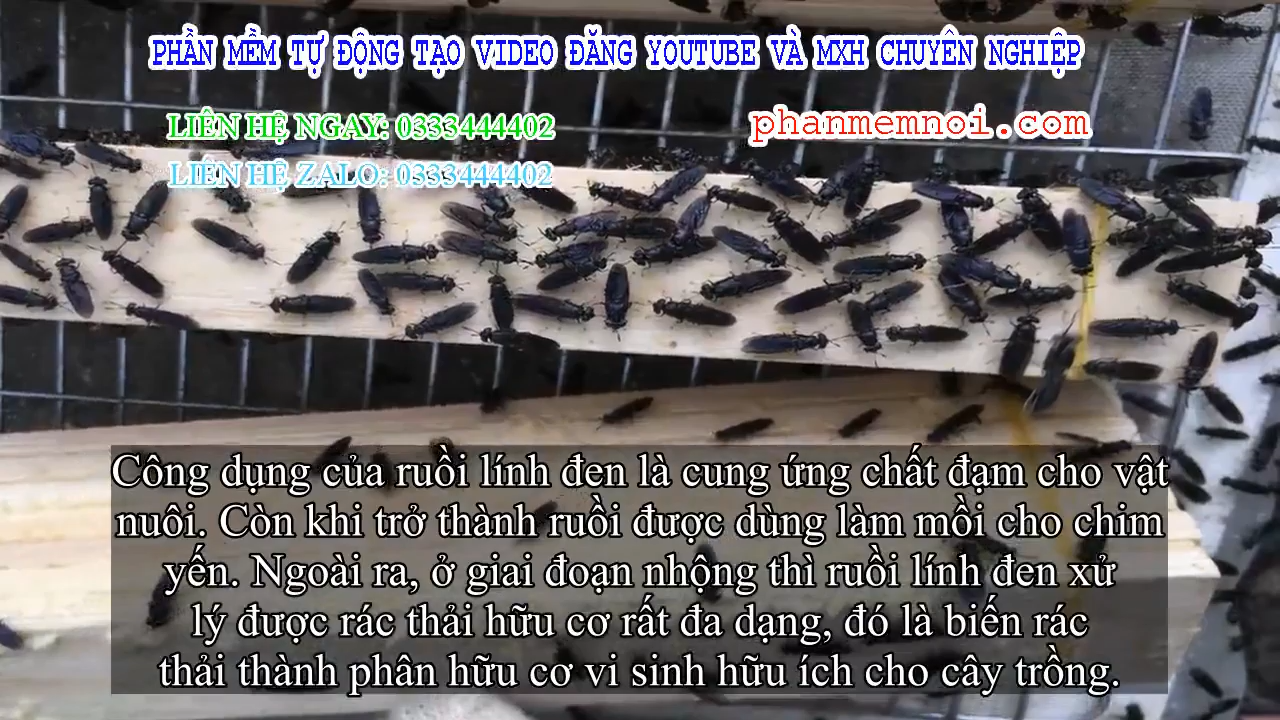 PHẦN MỀM TỰ ĐỘNG TẠO VIDEO ĐĂNG YOUTUBE VÀ MXH CHUYÊN NGHIỆP
LIÊN HỆ NGAY: 0333444402
phanmemnoi.com
LIÊN HỆ ZALO: 0333444402
Công dụng của ruồi lính đen là cung ứng chất đạm cho vật
nuôi. Còn khi trở thành ruồi được dùng làm mồi cho chim
yến. Ngoài ra, ở giai đoạn nhộng thì ruồi lính đen xử
lý được rác thải hữu cơ rất đa dạng, đó là biến rác
thải thành phân hữu cơ vi sinh hữu ích cho cây trồng.